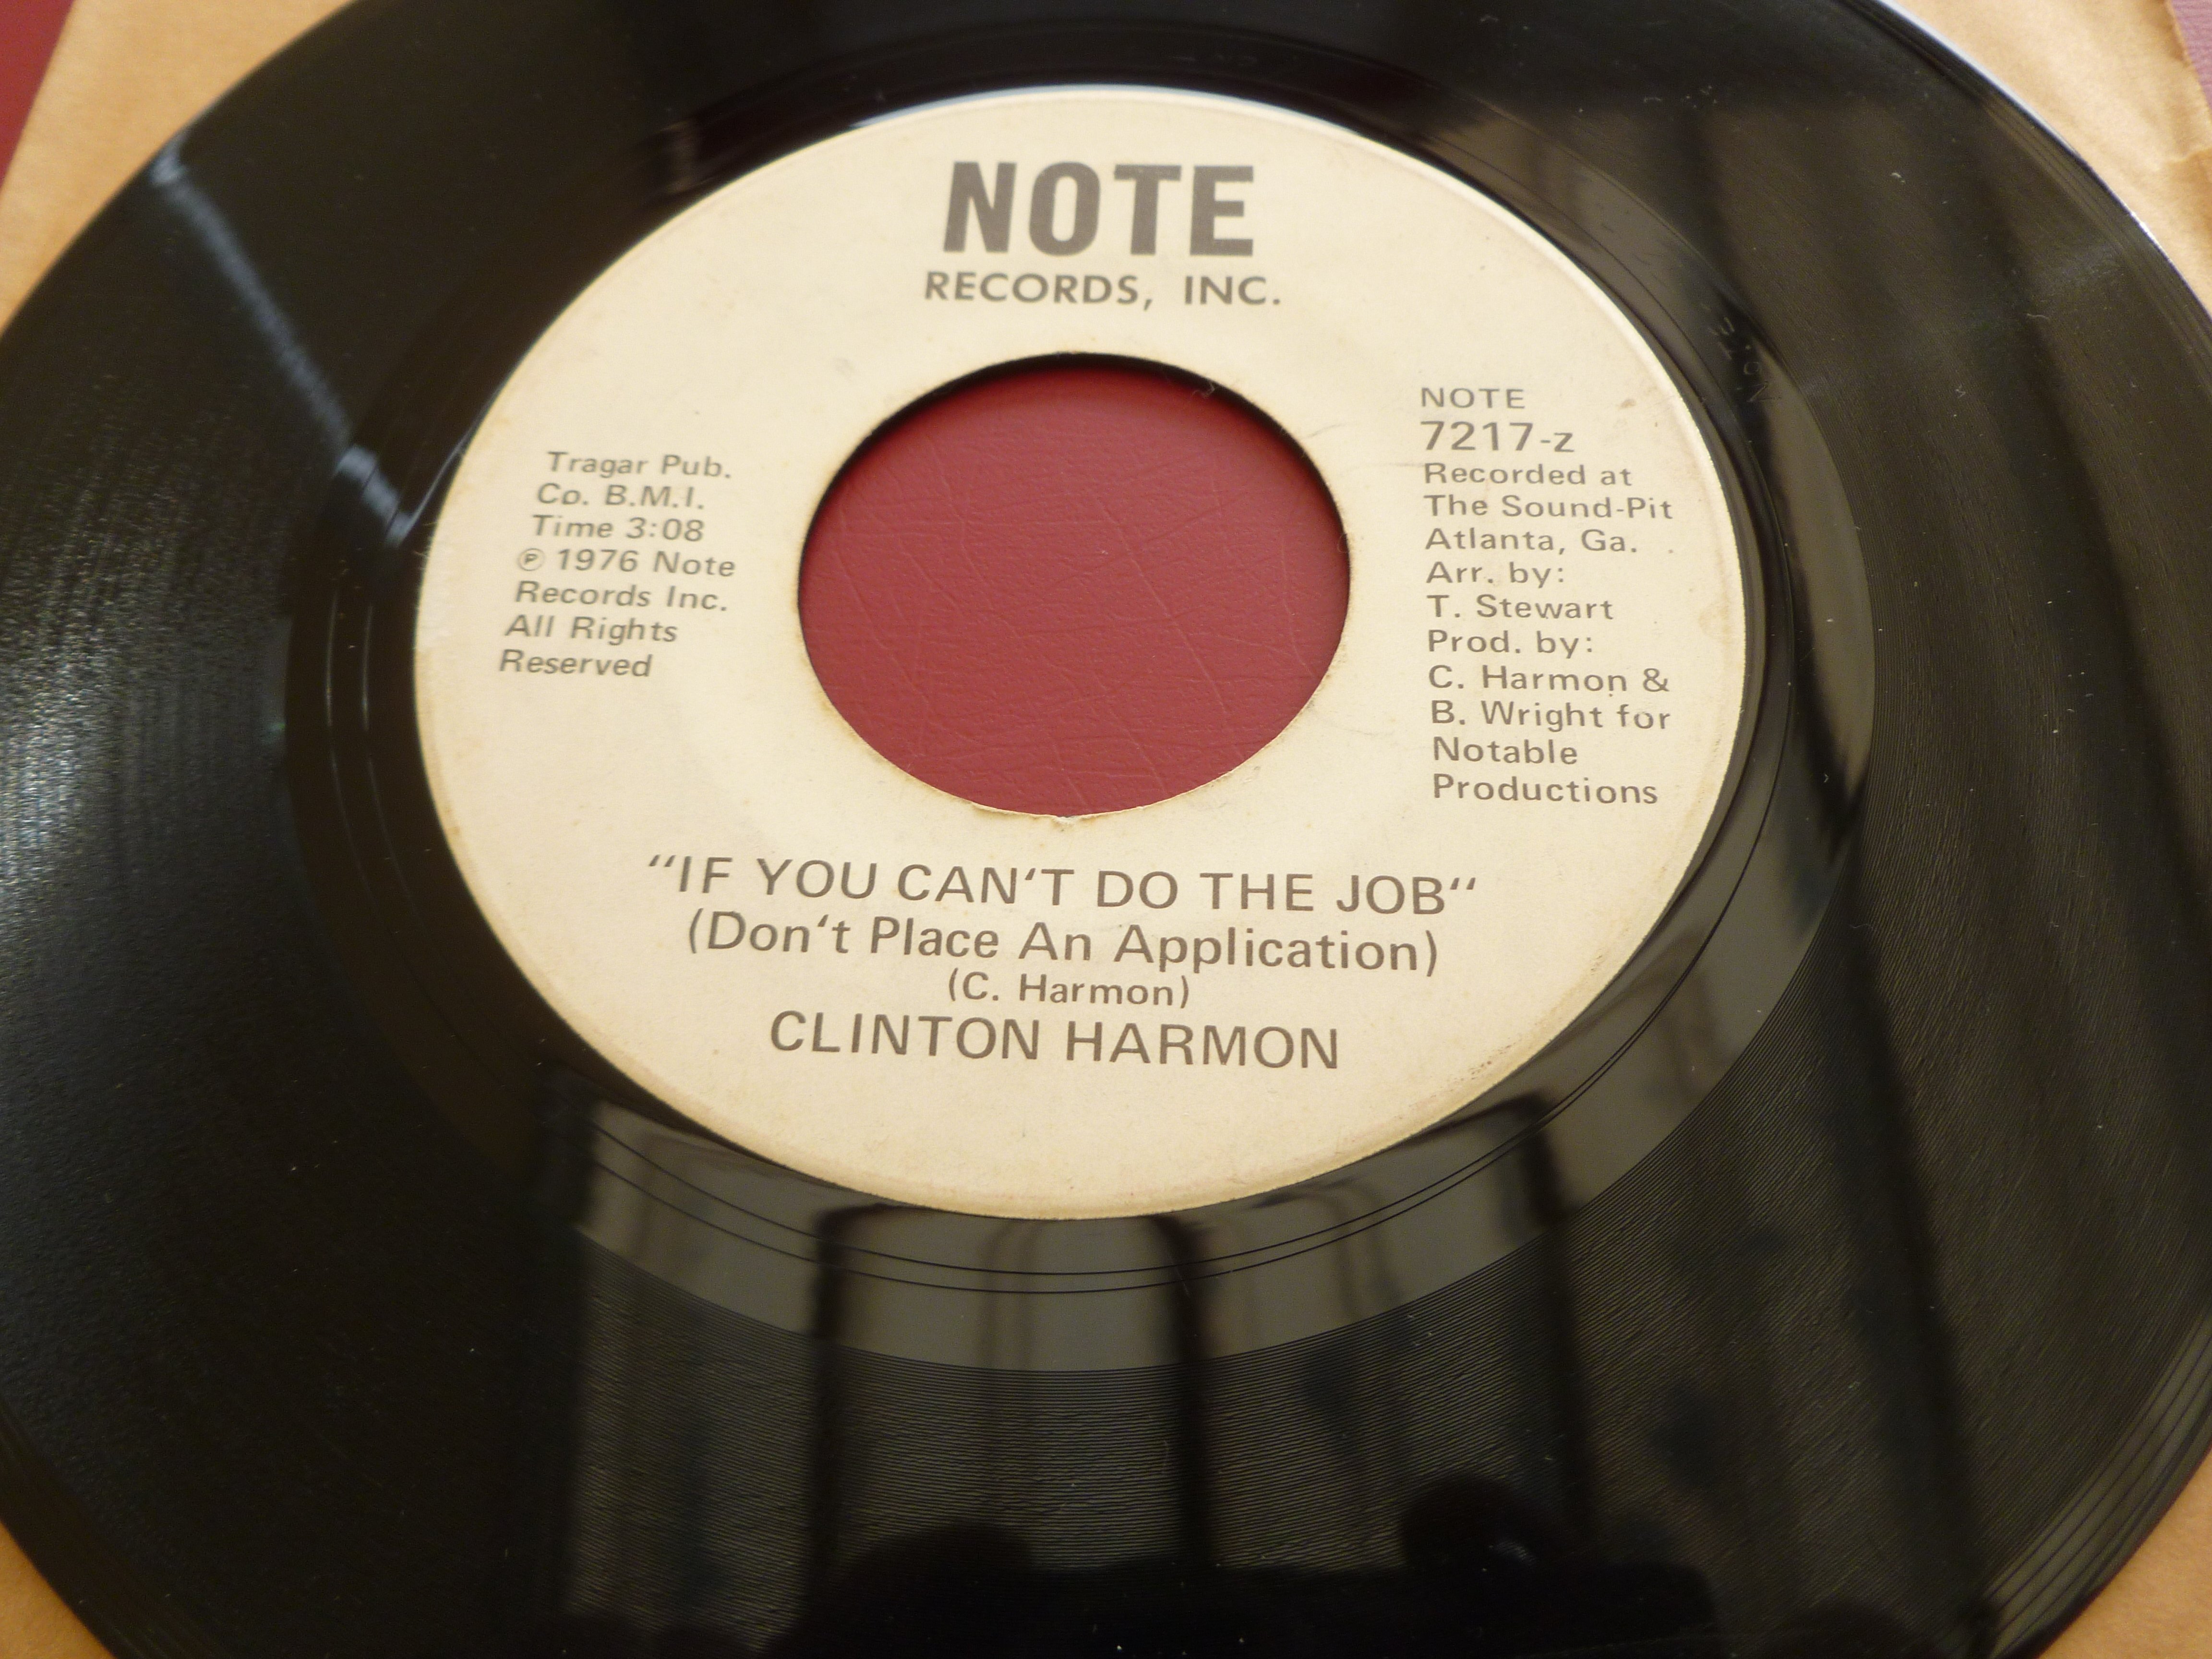 NOTE
RECORDS, INC.
Tragar Pub.
Co. B.M.I.
Time 3:08
℗ 1976 Note
Records Inc.
All Rights
Reserved
NOTE
7217-z
Recorded at
The Sound-Pit
Atlanta, Ga.
Arr. by:
T. Stewart
Prod. by:
C. Harmon &
B. Wright for
Notable
Productions
“IF YOU CAN‘T DO THE JOB“
(Don‘t Place An Application)
(C. Harmon)
CLINTON HARMON